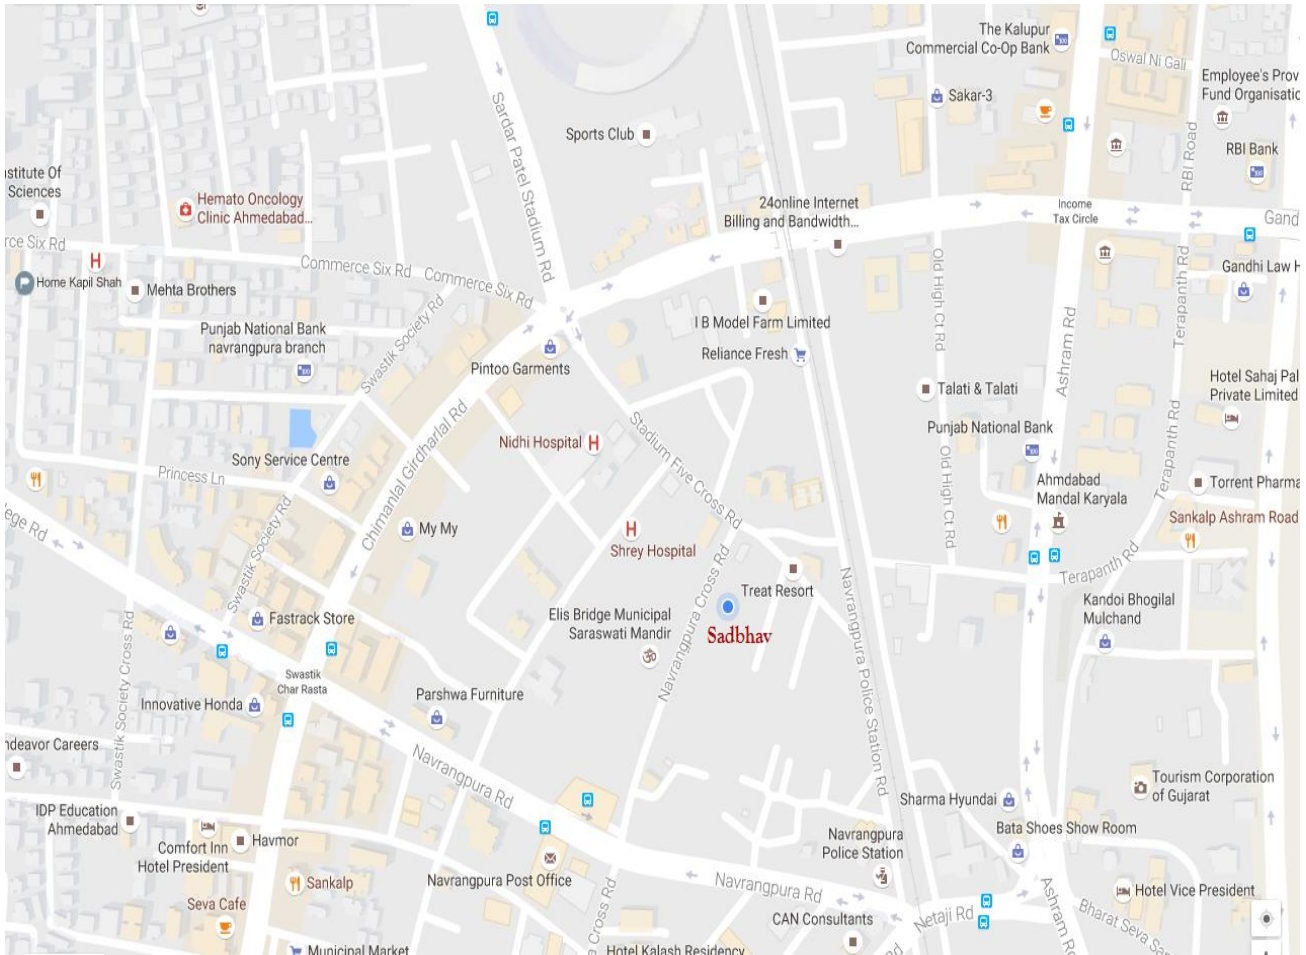 The Kalupur
Commercial Co-Op Bank
Oswal Ni Gali
Employee's Prov
Fund Organisatio
Sardar Patel Stadium Rd
Sakar-3
Sports Club
RBI Road
RBI Bank
stitute Of
Sciences
Hemato Oncology
Clinic Ahmedabad...
24online Internet
Billing and Bandwidth...
Income
Tax Circle
Gand
rce Six Rd
Commerce Six Rd
Commerce Six Rd
Home Kapil Shah
Mehta Brothers
Old High Ct Rd
Terapanth Rd
Gandhi Law H
Swastik Society Rd
Punjab National Bank
navrangpura branch
I B Model Farm Limited
Ashram Rd
Reliance Fresh
Pintoo Garments
Talati & Talati
Hotel Sahaj Pal
Private Limited
Chimanlal Girdharlal Rd
Nidhi Hospital
Stadium Five Cross Rd
Punjab National Bank
Terapanth Rd
Sony Service Centre
Princess Ln
Ahmdabad
Mandal Karyala
Torrent Pharma
Old High Ct Rd
lege Rd
My My
Shrey Hospital
Sankalp Ashram Road
Swastik Society Rd
Navrangpura Cross Rd
Terapanth Rd
Treat Resort
Navrangpura Police Station Rd
Kandoi Bhogilal
Mulchand
Fastrack Store
Elis Bridge Municipal
Saraswati Mandir
ॐ
Sadbhav
Swastik Society Cross Rd
Swastik
Char Rasta
Parshwa Furniture
Innovative Honda
ndeavor Careers
Navrangpura Rd
Tourism Corporation
of Gujarat
Sharma Hyundai
IDP Education
Ahmedabad
Bata Shoes Show Room
Comfort Inn
Hotel President
Havmor
Navrangpura
Police Station
Sankalp
Navrangpura Post Office
Navrangpura Rd
Hotel Vice President
Seva Cafe
a Cross Rd
CAN Consultants
Netaji Rd
Ashram Rd
Bharat Seva Sa
Municipal Market
Hotel Kalash Residency
Rd